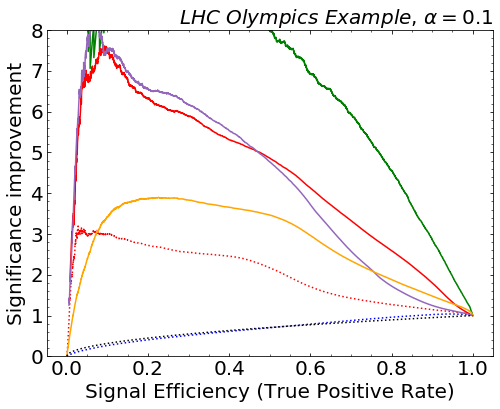 LHC Olympics Example, α = 0.1
Significance improvement
8
7
6
5
4
3
2
1
0
0.0 0.2 0.4 0.6 0.8 1.0
Signal Efficiency (True Positive Rate)